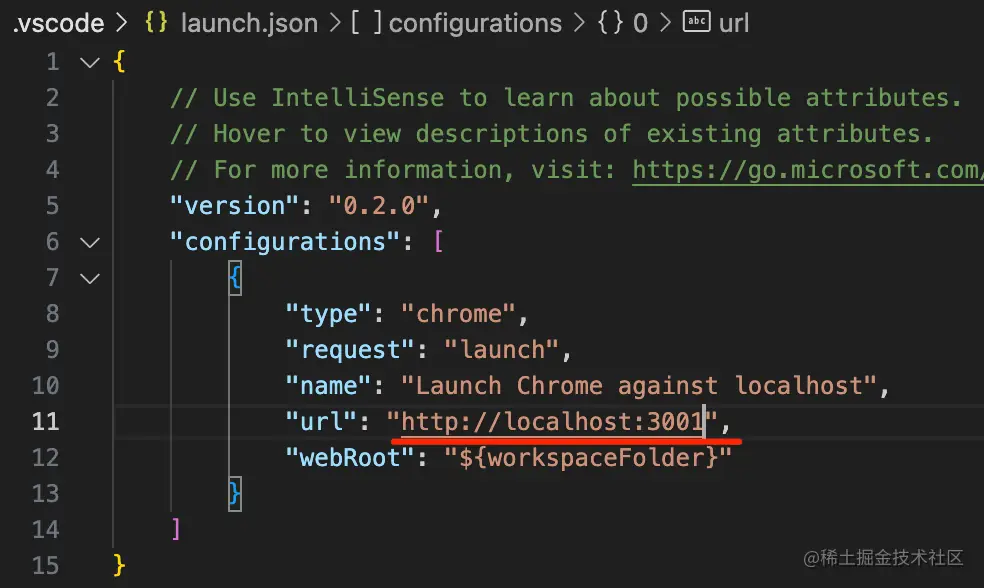 .vscode > {} launch.json > [ ] configurations > {} 0 > abc url
1 {
2 // Use IntelliSense to learn about possible attributes.
3 // Hover to view descriptions of existing attributes.
4 // For more information, visit: https://go.microsoft.com/
5 "version": "0.2.0",
6 "configurations": [
7 {
8 "type": "chrome",
9 "request": "launch",
10 "name": "Launch Chrome against localhost",
11 "url": "http://localhost:3001",
12 "webRoot": "${workspaceFolder}"
13 }
14 ]
15 }
@稀土掘金技术社区